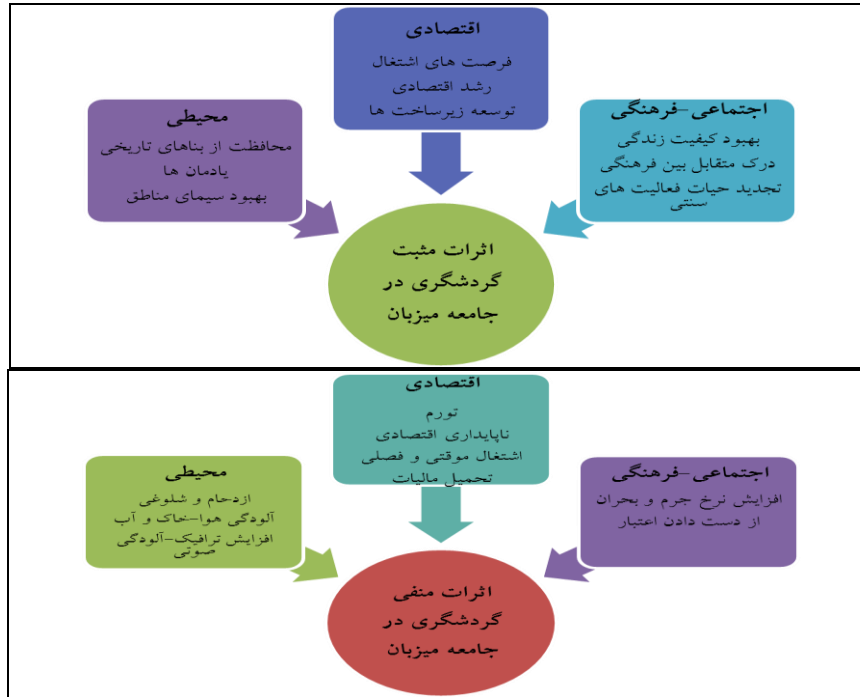 اقتصادی
فرصت های اشتغال
رشد اقتصادی
توسعه زیرساخت ها
اجتماعی-فرهنگی
بهبود کیفیت زندگی
درک متقابل بین فرهنگی
تجدید حیات فعالیت های
سنتی
محیطی
محافظت از بناهای تاریخی
یادمان ها
بهبود سیمای مناطق
اثرات مثبت
گردشگری در
جامعه میزبان
اقتصادی
تورم
ناپایداری اقتصادی
اشتغال موقتی و فصلی
تحمیل مالیات
اجتماعی-فرهنگی
افزایش نرخ جرم و بحران
از دست دادن اعتبار
محیطی
ازدحام و شلوغی
آلودگی هوا-خاک و آب
افزایش ترافیک-آلودگی
صوتی
اثرات منفی
گردشگری در
جامعه میزبان